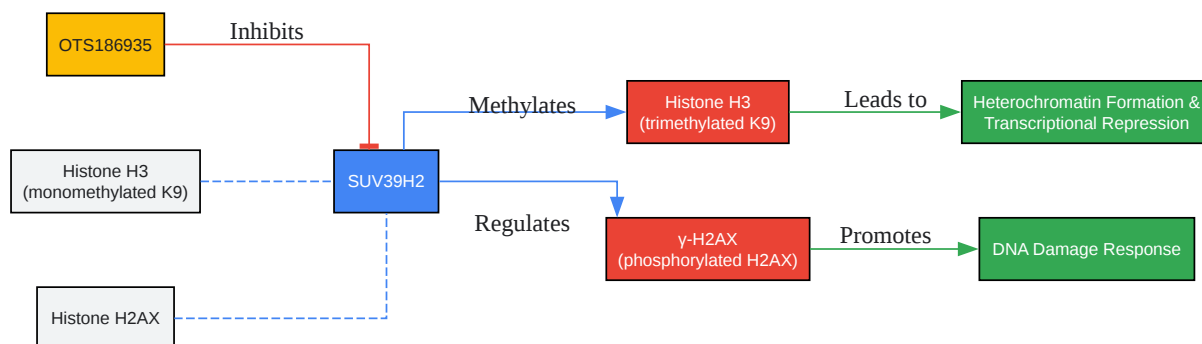 OTS186935
Inhibits
Methylates
Histone H3
(trimethylated K9)
Leads to
Heterochromatin Formation &
Transcriptional Repression
Histone H3
(monomethylated K9)
SUV39H2
Regulates
γ-H2AX
(phosphorylated H2AX)
Promotes
DNA Damage Response
Histone H2AX